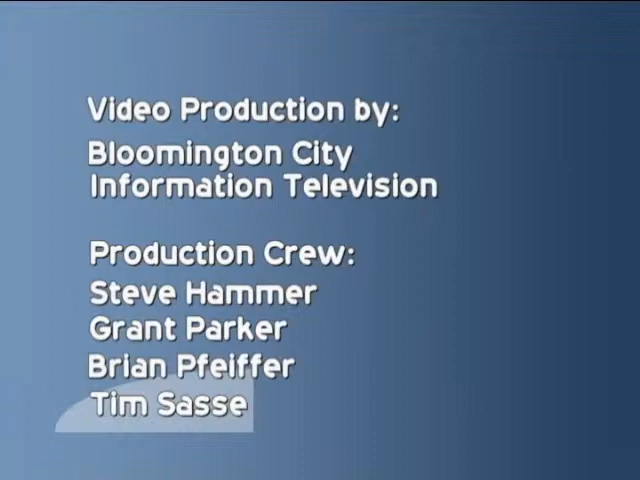 Video Production by:
Bloomington City
Information Television
Production Crew:
Steve Hammer
Grant Parker
Brian Pfeiffer
Tim Sasse